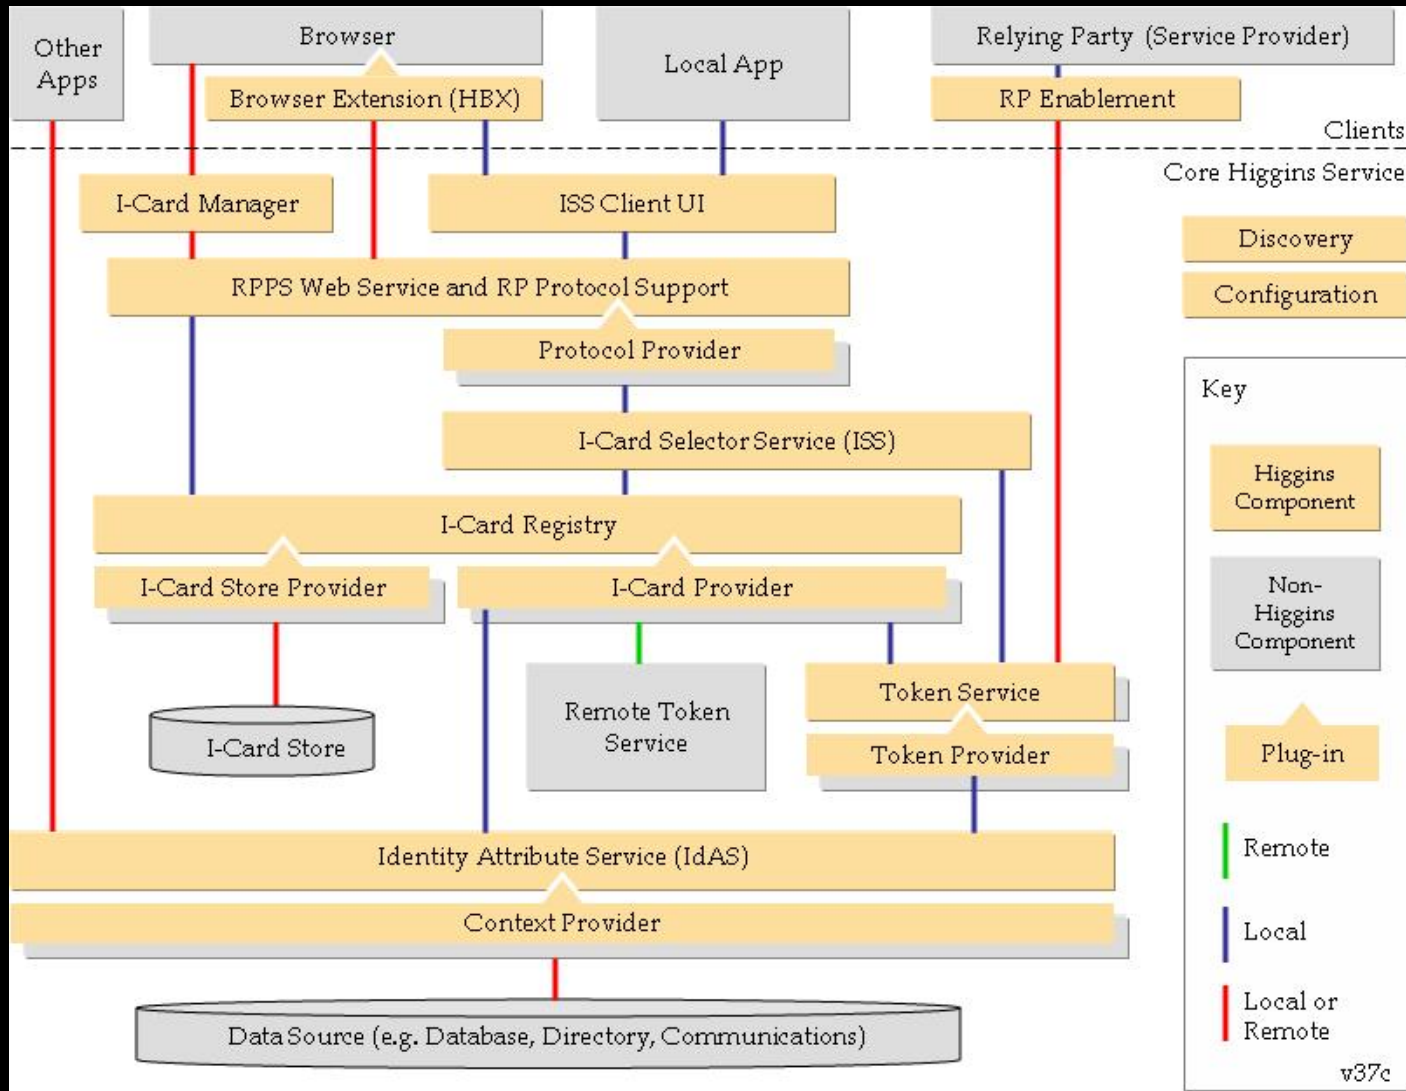 Other
Apps
Browser
Browser Extension (HBX)
Local App
Relying Party (Service Provider)
RP Enablement
Clients
Core Higgins Service
I-Card Manager
ISS Client UI
Discovery
RPPS Web Service and RP Protocol Support
Configuration
Protocol Provider
Key
I-Card Selector Service (ISS)
Higgins
Component
I-Card Registry
I-Card Store Provider
I-Card Provider
Non-
Higgins
Component
Token Service
Remote Token
Service
I-Card Store
Token Provider
Plug-in
Identity Attribute Service (IdAS)
Remote
Context Provider
Local
Data Source (e.g. Database, Directory, Communications)
Local or
Remote
v37c